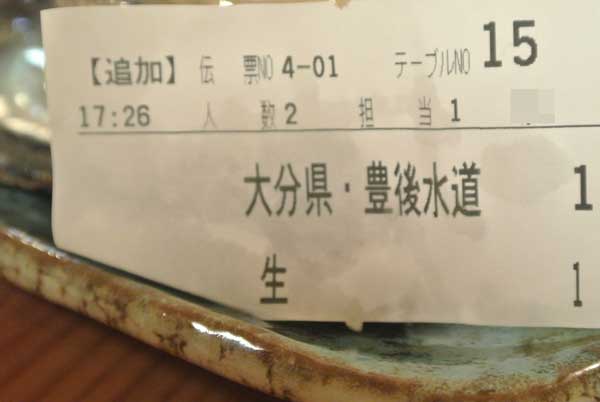 【追加】 伝 票NO 4-01 テーブルNO 15
17:26 人 数 2 担 当 1
大分県・豊後水道 1
生 1